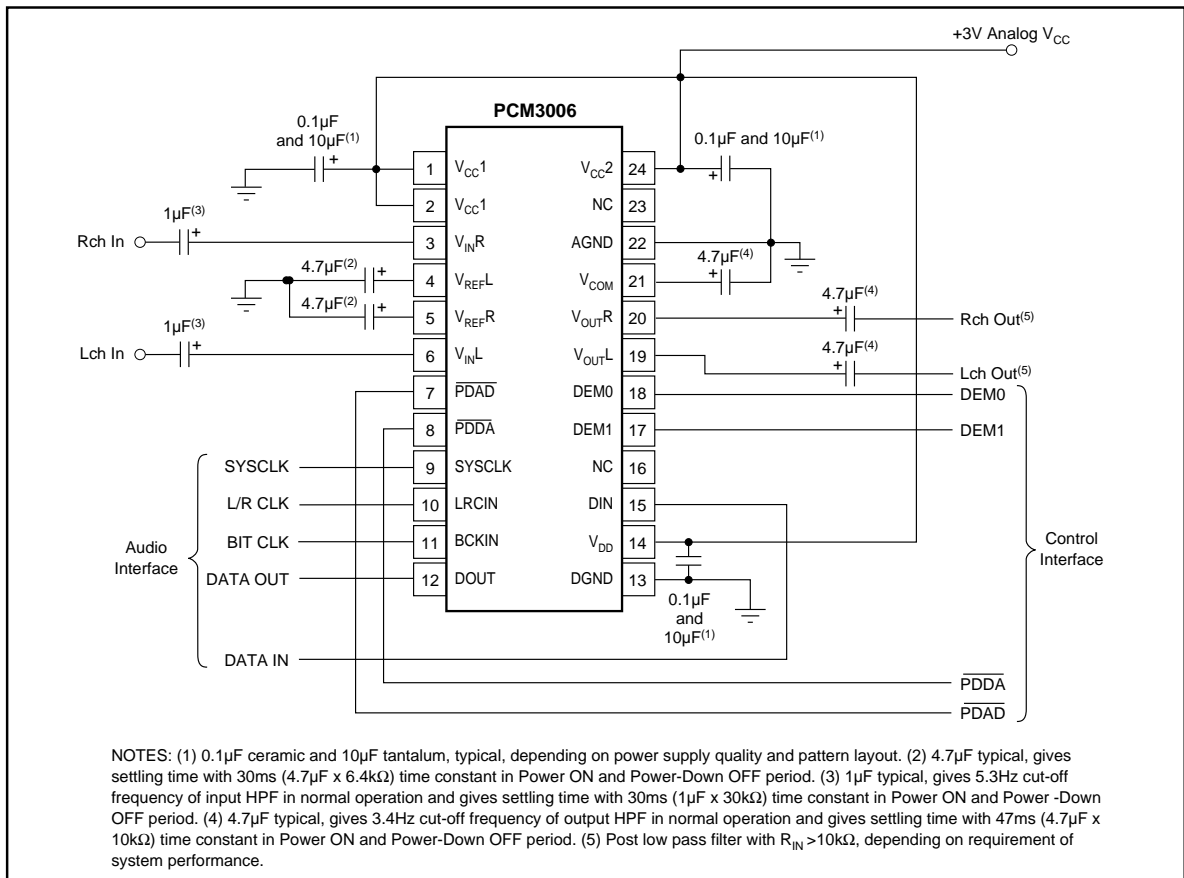 +3V Analog VCC
PCM3006
0.1µF
and 10µF(1)
0.1µF and 10µF(1)
1 VCC1 VCC2 24
2 VCC1 NC 23
1µF(3)
Rch In
3 VINR AGND 22
4.7µF(2)
4.7µF(4)
4 VREFL VCOM 21
4.7µF(2)
4.7µF(4)
5 VREFR VOUTR 20
Rch Out(5)
1µF(3)
4.7µF(4)
Lch In
6 VINL VOUTL 19
Lch Out(5)
7 PDAD DEM0 18
DEM0
8 PDDA DEM1 17
DEM1
SYSCLK 9 SYSCLK NC 16
L/R CLK 10 LRCIN DIN 15
BIT CLK 11 BCKIN VDD 14
Audio
Interface
Control
Interface
DATA OUT 12 DOUT DGND 13
0.1µF
and
10µF(1)
DATA IN
PDDA
PDAD
NOTES: (1) 0.1µF ceramic and 10µF tantalum, typical, depending on power supply quality and pattern layout. (2) 4.7µF typical, gives
settling time with 30ms (4.7µF x 6.4kΩ) time constant in Power ON and Power-Down OFF period. (3) 1µF typical, gives 5.3Hz cut-off
frequency of input HPF in normal operation and gives settling time with 30ms (1µF x 30kΩ) time constant in Power ON and Power -Down
OFF period. (4) 4.7µF typical, gives 3.4Hz cut-off frequency of output HPF in normal operation and gives settling time with 47ms (4.7µF x
10kΩ) time constant in Power ON and Power-Down OFF period. (5) Post low pass filter with RIN >10kΩ, depending on requirement of
system performance.